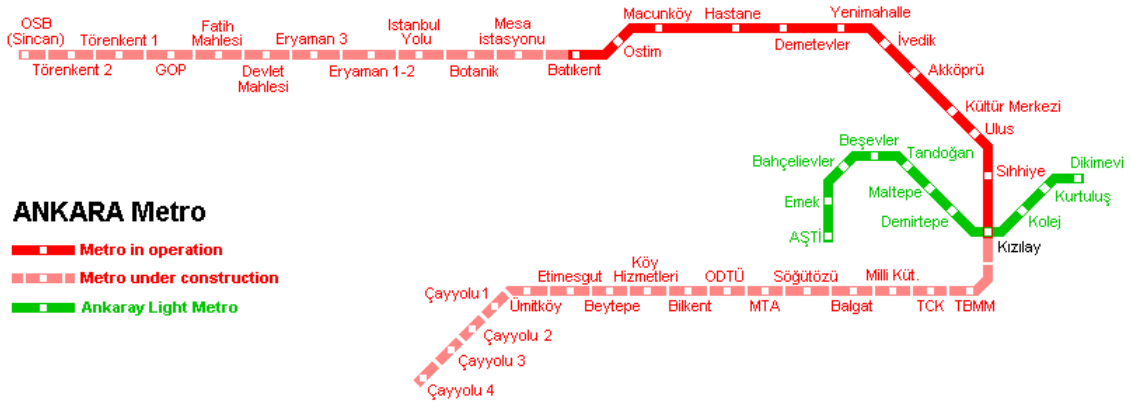 OSB
(Sincan)
Törenkent 2
Törenkent 1
GOP
Fatih
Mahlesi
Devlet
Mahlesi
Eryaman 3
Eryaman 1-2
Istanbul
Yolu
Botanik
Mesa
istasyonu
Batıkent
Ostim
Macunköy
Hastane
Demetevler
Yenimahalle
İvedik
Akköprü
Kültür Merkezi
Ulus
Sıhhiye
Kızılay
AŞTİ
Emek
Bahçelievler
Beşevler
Tandoğan
Maltepe
Demirtepe
Kolej
Kurtuluş
Dikimevi
ANKARA Metro
Metro in operation
Metro under construction
Ankaray Light Metro
TBMM
TCK
Milli Küt.
Balgat
Söğütözü
MTA
ODTÜ
Bilkent
Köy
Hizmetleri
Beytepe
Etimesgut
Ümitköy
Çayyolu 1
Çayyolu 2
Çayyolu 3
Çayyolu 4